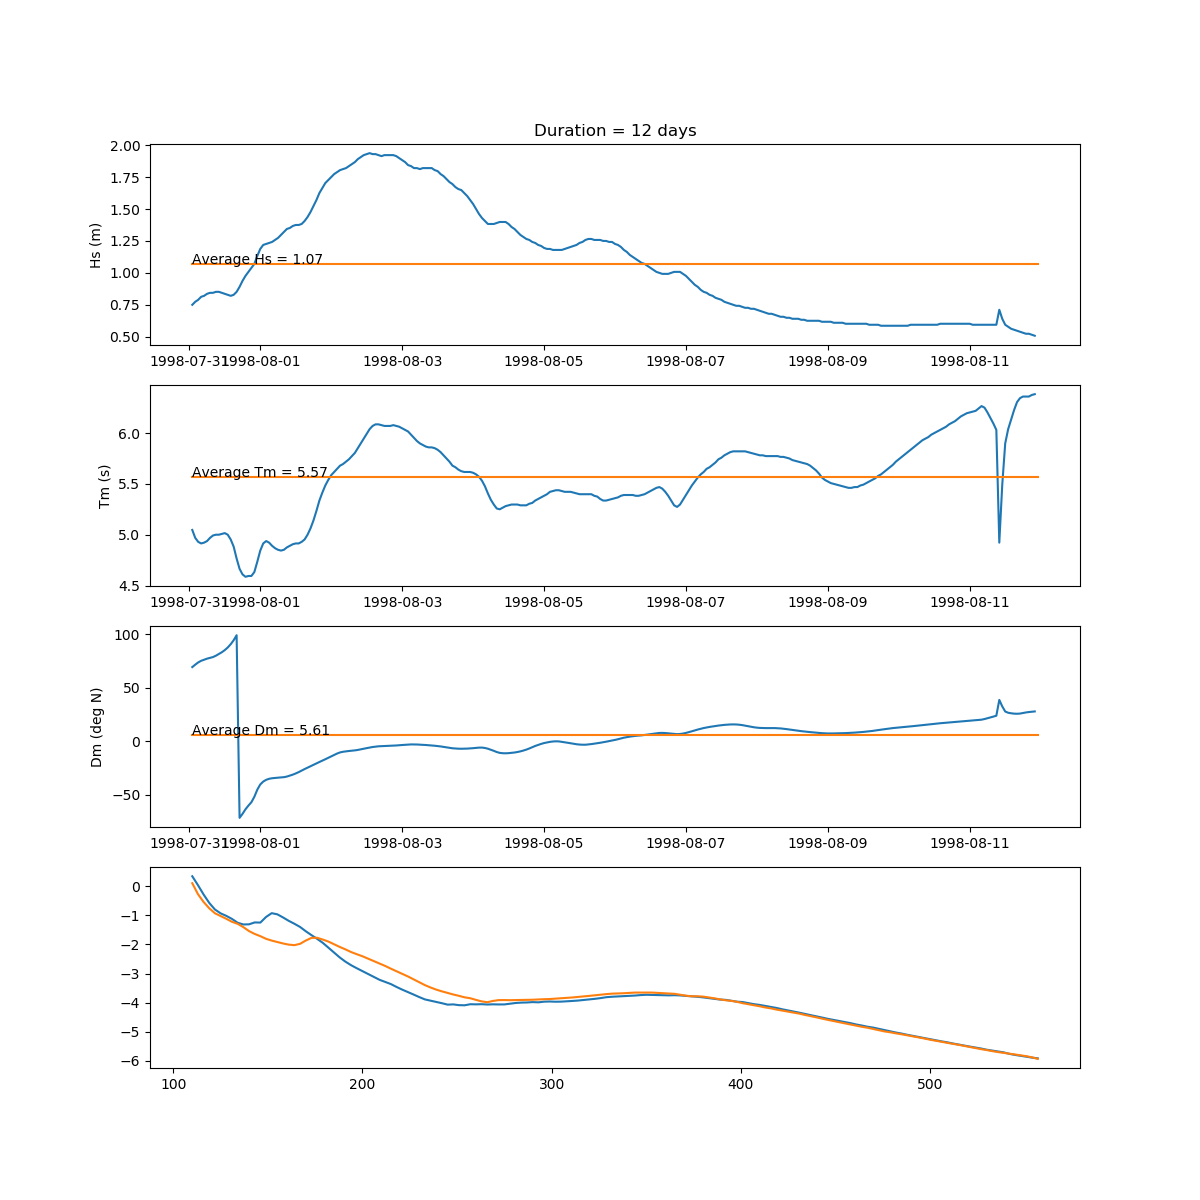 Duration = 12 days
2.00
1.75
1.50
1.25
1.00
0.75
0.50
Hs (m)
Average Hs = 1.07
1998-07-31 1998-08-01 1998-08-03 1998-08-05 1998-08-07 1998-08-09 1998-08-11
6.0
5.5
5.0
4.5
Tm (s)
Average Tm = 5.57
1998-07-31 1998-08-01 1998-08-03 1998-08-05 1998-08-07 1998-08-09 1998-08-11
100
50
0
−50
Dm (deg N)
Average Dm = 5.61
1998-07-31 1998-08-01 1998-08-03 1998-08-05 1998-08-07 1998-08-09 1998-08-11
0
−1
−2
−3
−4
−5
−6
100 200 300 400 500